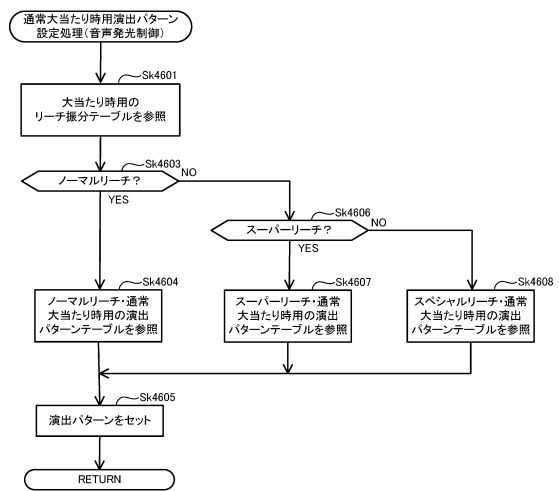 通常大当たり時用演出パターン
設定処理(音声発光制御)
Sk4601
大当たり時用の
リーチ振分テーブルを参照
Sk4603
ノーマルリーチ？
NO
YES
Sk4606
スーパーリーチ？
NO
YES
Sk4604
ノーマルリーチ・通常
大当たり時用の演出
パターンテーブルを参照
Sk4607
スーパーリーチ・通常
大当たり時用の演出
パターンテーブルを参照
Sk4608
スペシャルリーチ・通常
大当たり時用の演出
パターンテーブルを参照
Sk4605
演出パターンをセット
RETURN